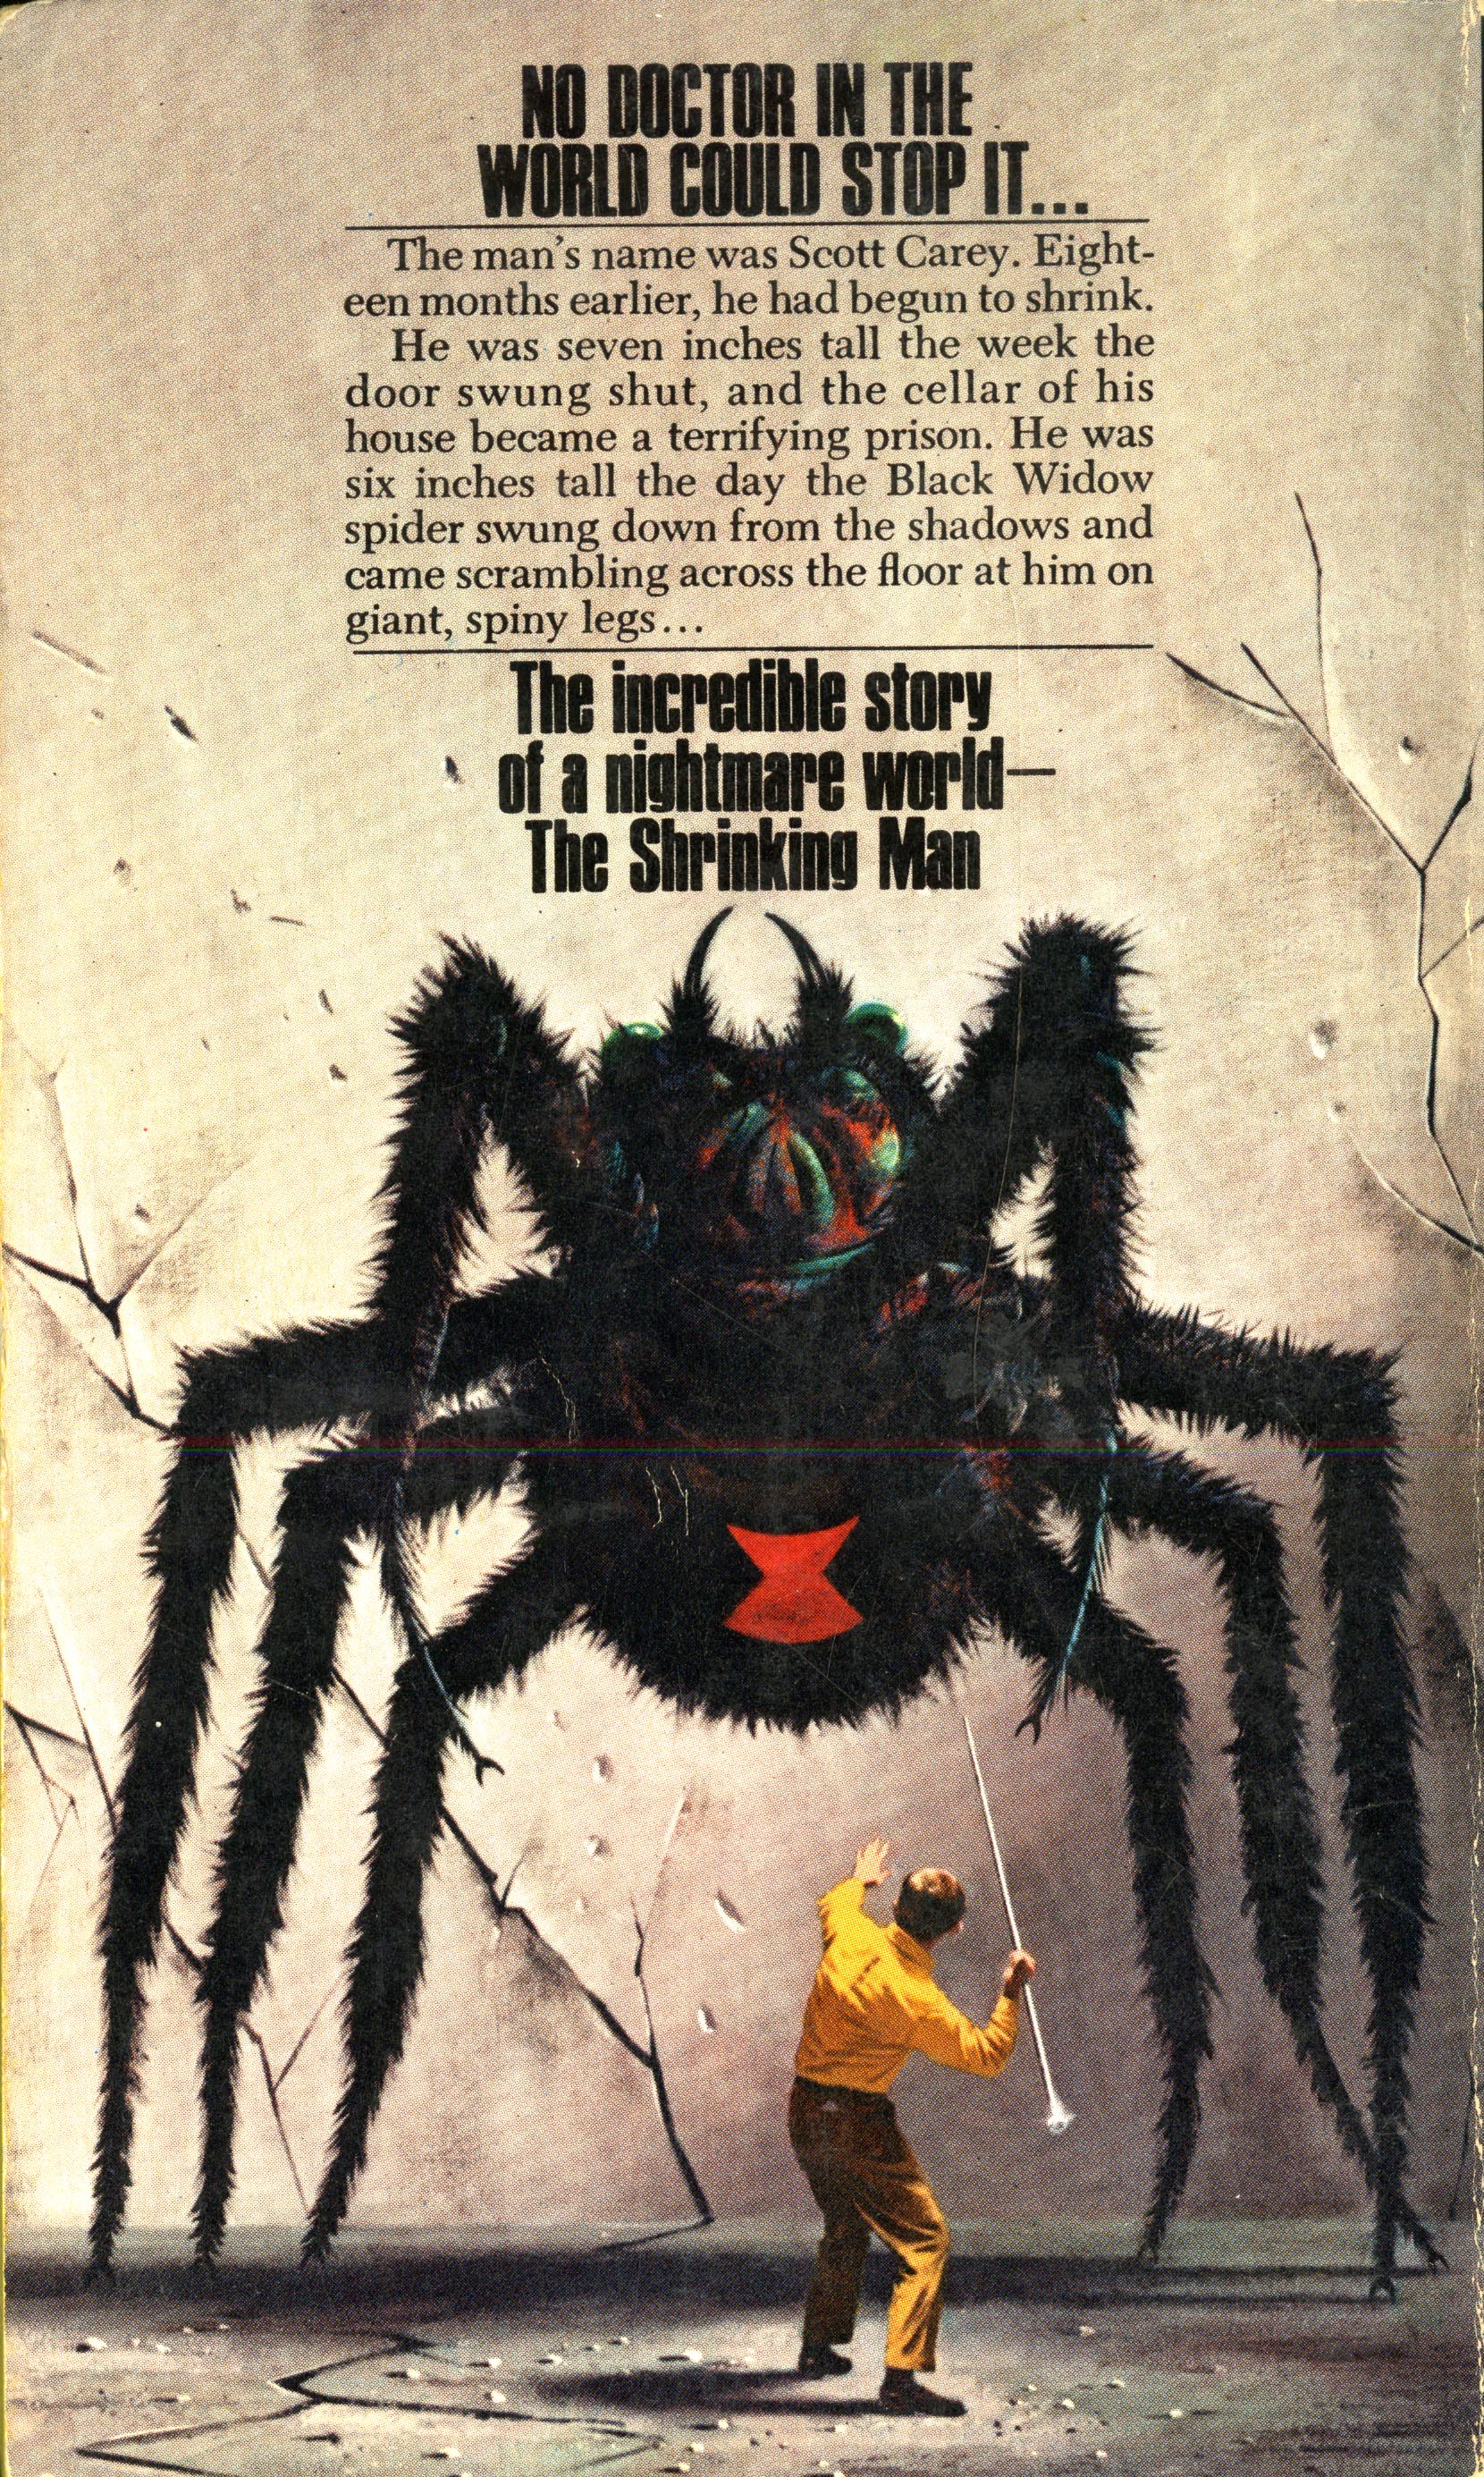 NO DOCTOR IN THE
WORLD COULD STOP IT...
The man's name was Scott Carey. Eight-
een months earlier, he had begun to shrink.
He was seven inches tall the week the
door swung shut, and the cellar of his
house became a terrifying prison. He was
six inches tall the day the Black Widow
spider swung down from the shadows and
came scrambling across the floor at him on
giant, spiny legs...
The incredible story
of a nightmare world—
The Shrinking Man